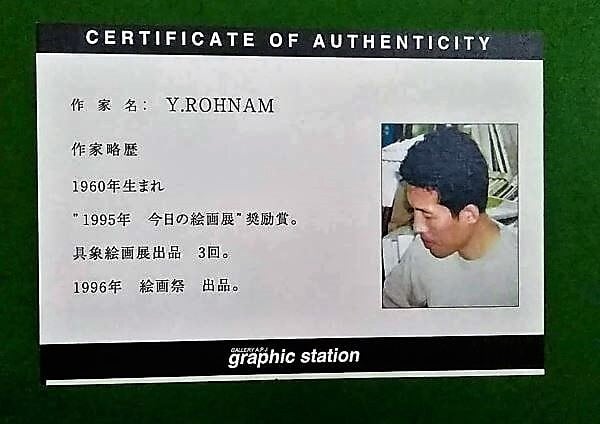 CERTIFICATE OF AUTHENTICITY
作 家 名： Y.ROHNAM
作家略歴
1960年生まれ
"1995年　今日の絵画展"奨励賞。
具象絵画展出品　3回。
1996年　絵画祭　出品。
GALLERY A.P.J
graphic station